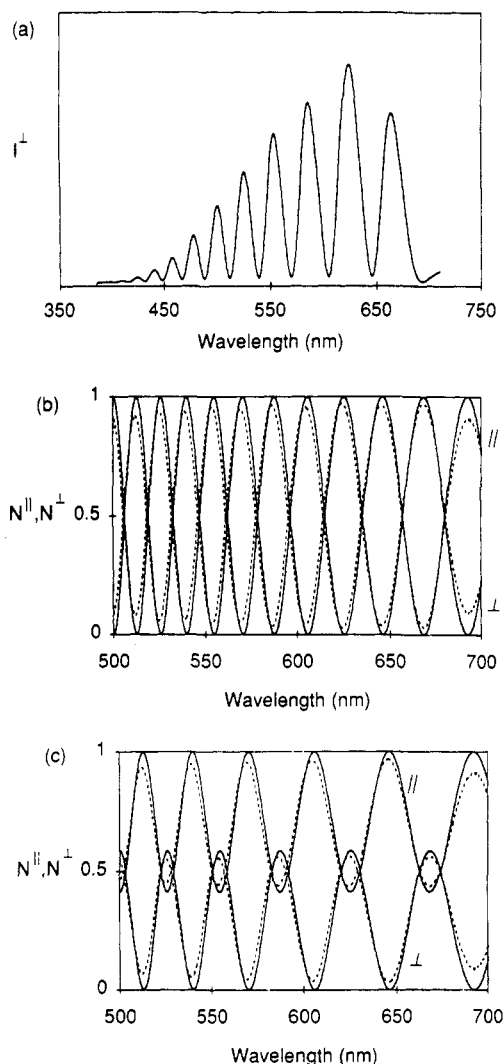 (a)
I⊥
350 450 550 650 750
Wavelength (nm)
(b)
1
//
N||,N⊥ 0.5
⊥
0
500 550 600 650 700
Wavelength (nm)
(c)
1
//
N||,N⊥ 0.5
⊥
0
500 550 600 650 700
Wavelength (nm)